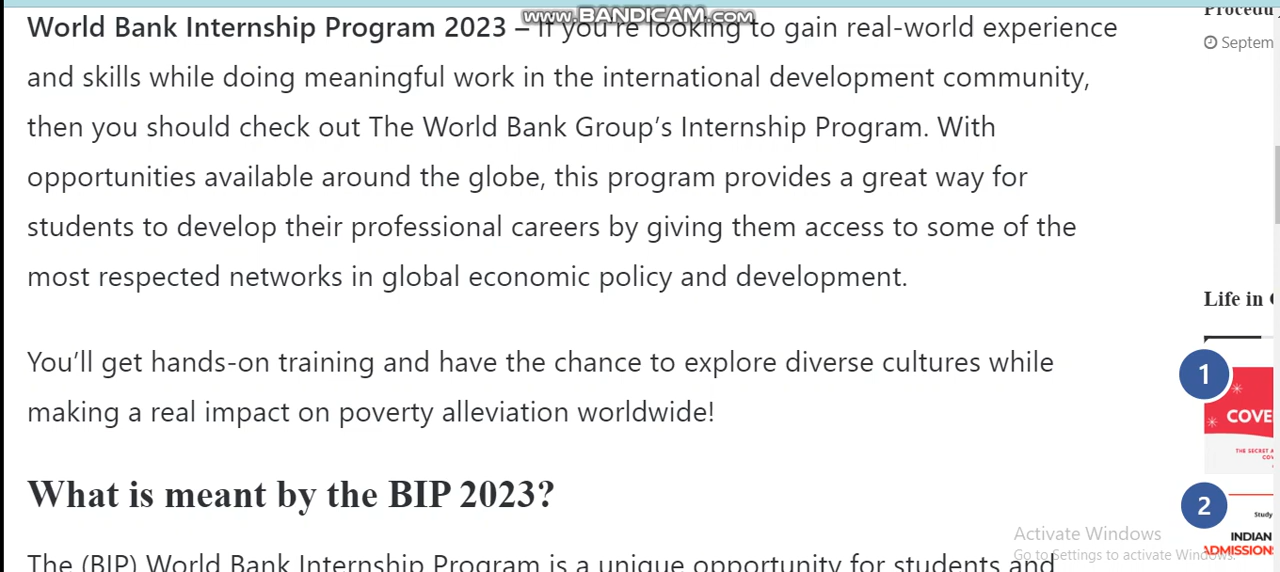 www.BANDICAM.com
World Bank Internship Program 2023 – If you're looking to gain real-world experience
and skills while doing meaningful work in the international development community,
then you should check out The World Bank Group’s Internship Program. With
opportunities available around the globe, this program provides a great way for
students to develop their professional careers by giving them access to some of the
most respected networks in global economic policy and development.
You’ll get hands-on training and have the chance to explore diverse cultures while
making a real impact on poverty alleviation worldwide!
What is meant by the BIP 2023?
The (BIP) World Bank Internship Program is a unique opportunity for students and
Septem
Life in
1
COVE
THE SECRET
2
Study
INDIAN
ADMISSION
Activate Windows
Go to Settings to activate Windows.